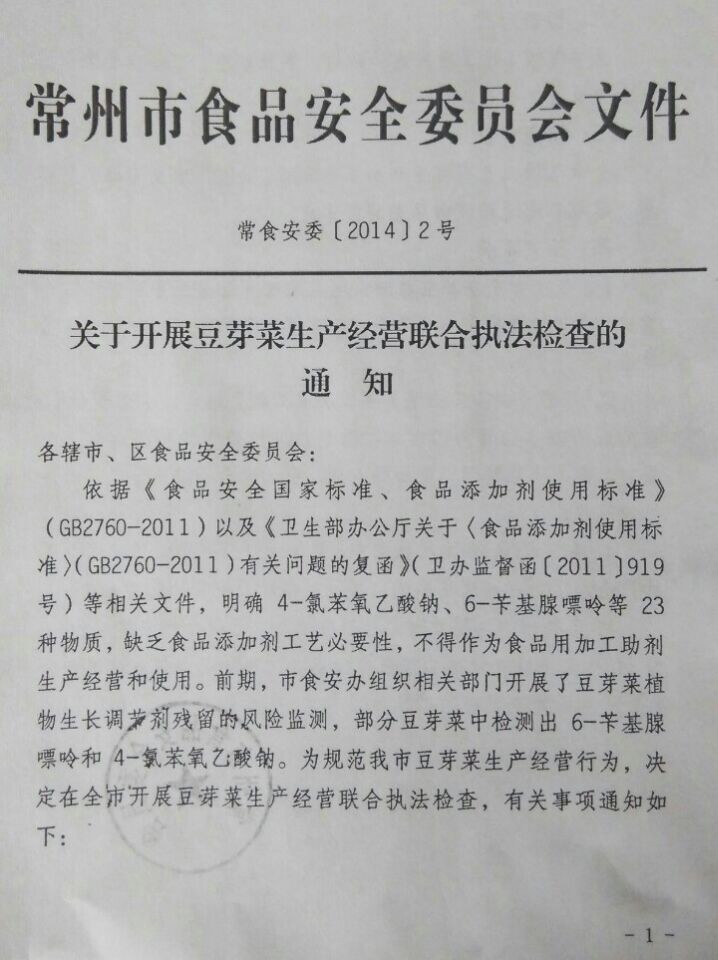 常州市食品安全委员会文件
常食安委〔2014〕2号
关于开展豆芽菜生产经营联合执法检查的
通 知
各辖市、区食品安全委员会：
依据《食品安全国家标准、食品添加剂使用标准》
（GB2760-2011）以及《卫生部办公厅关于〈食品添加剂使用标
准〉（GB2760-2011）有关问题的复函》（卫办监督函〔2011〕919
号）等相关文件，明确 4-氯苯氧乙酸钠、6-苄基腺嘌呤等 23
种物质，缺乏食品添加剂工艺必要性，不得作为食品用加工助剂
生产经营和使用。前期，市食安办组织相关部门开展了豆芽菜植
物生长调节剂残留的风险监测，部分豆芽菜中检测出 6-苄基腺
嘌呤和 4-氯苯氧乙酸钠。为规范我市豆芽菜生产经营行为，决
定在全市开展豆芽菜生产经营联合执法检查，有关事项通知如
下：
- 1 -